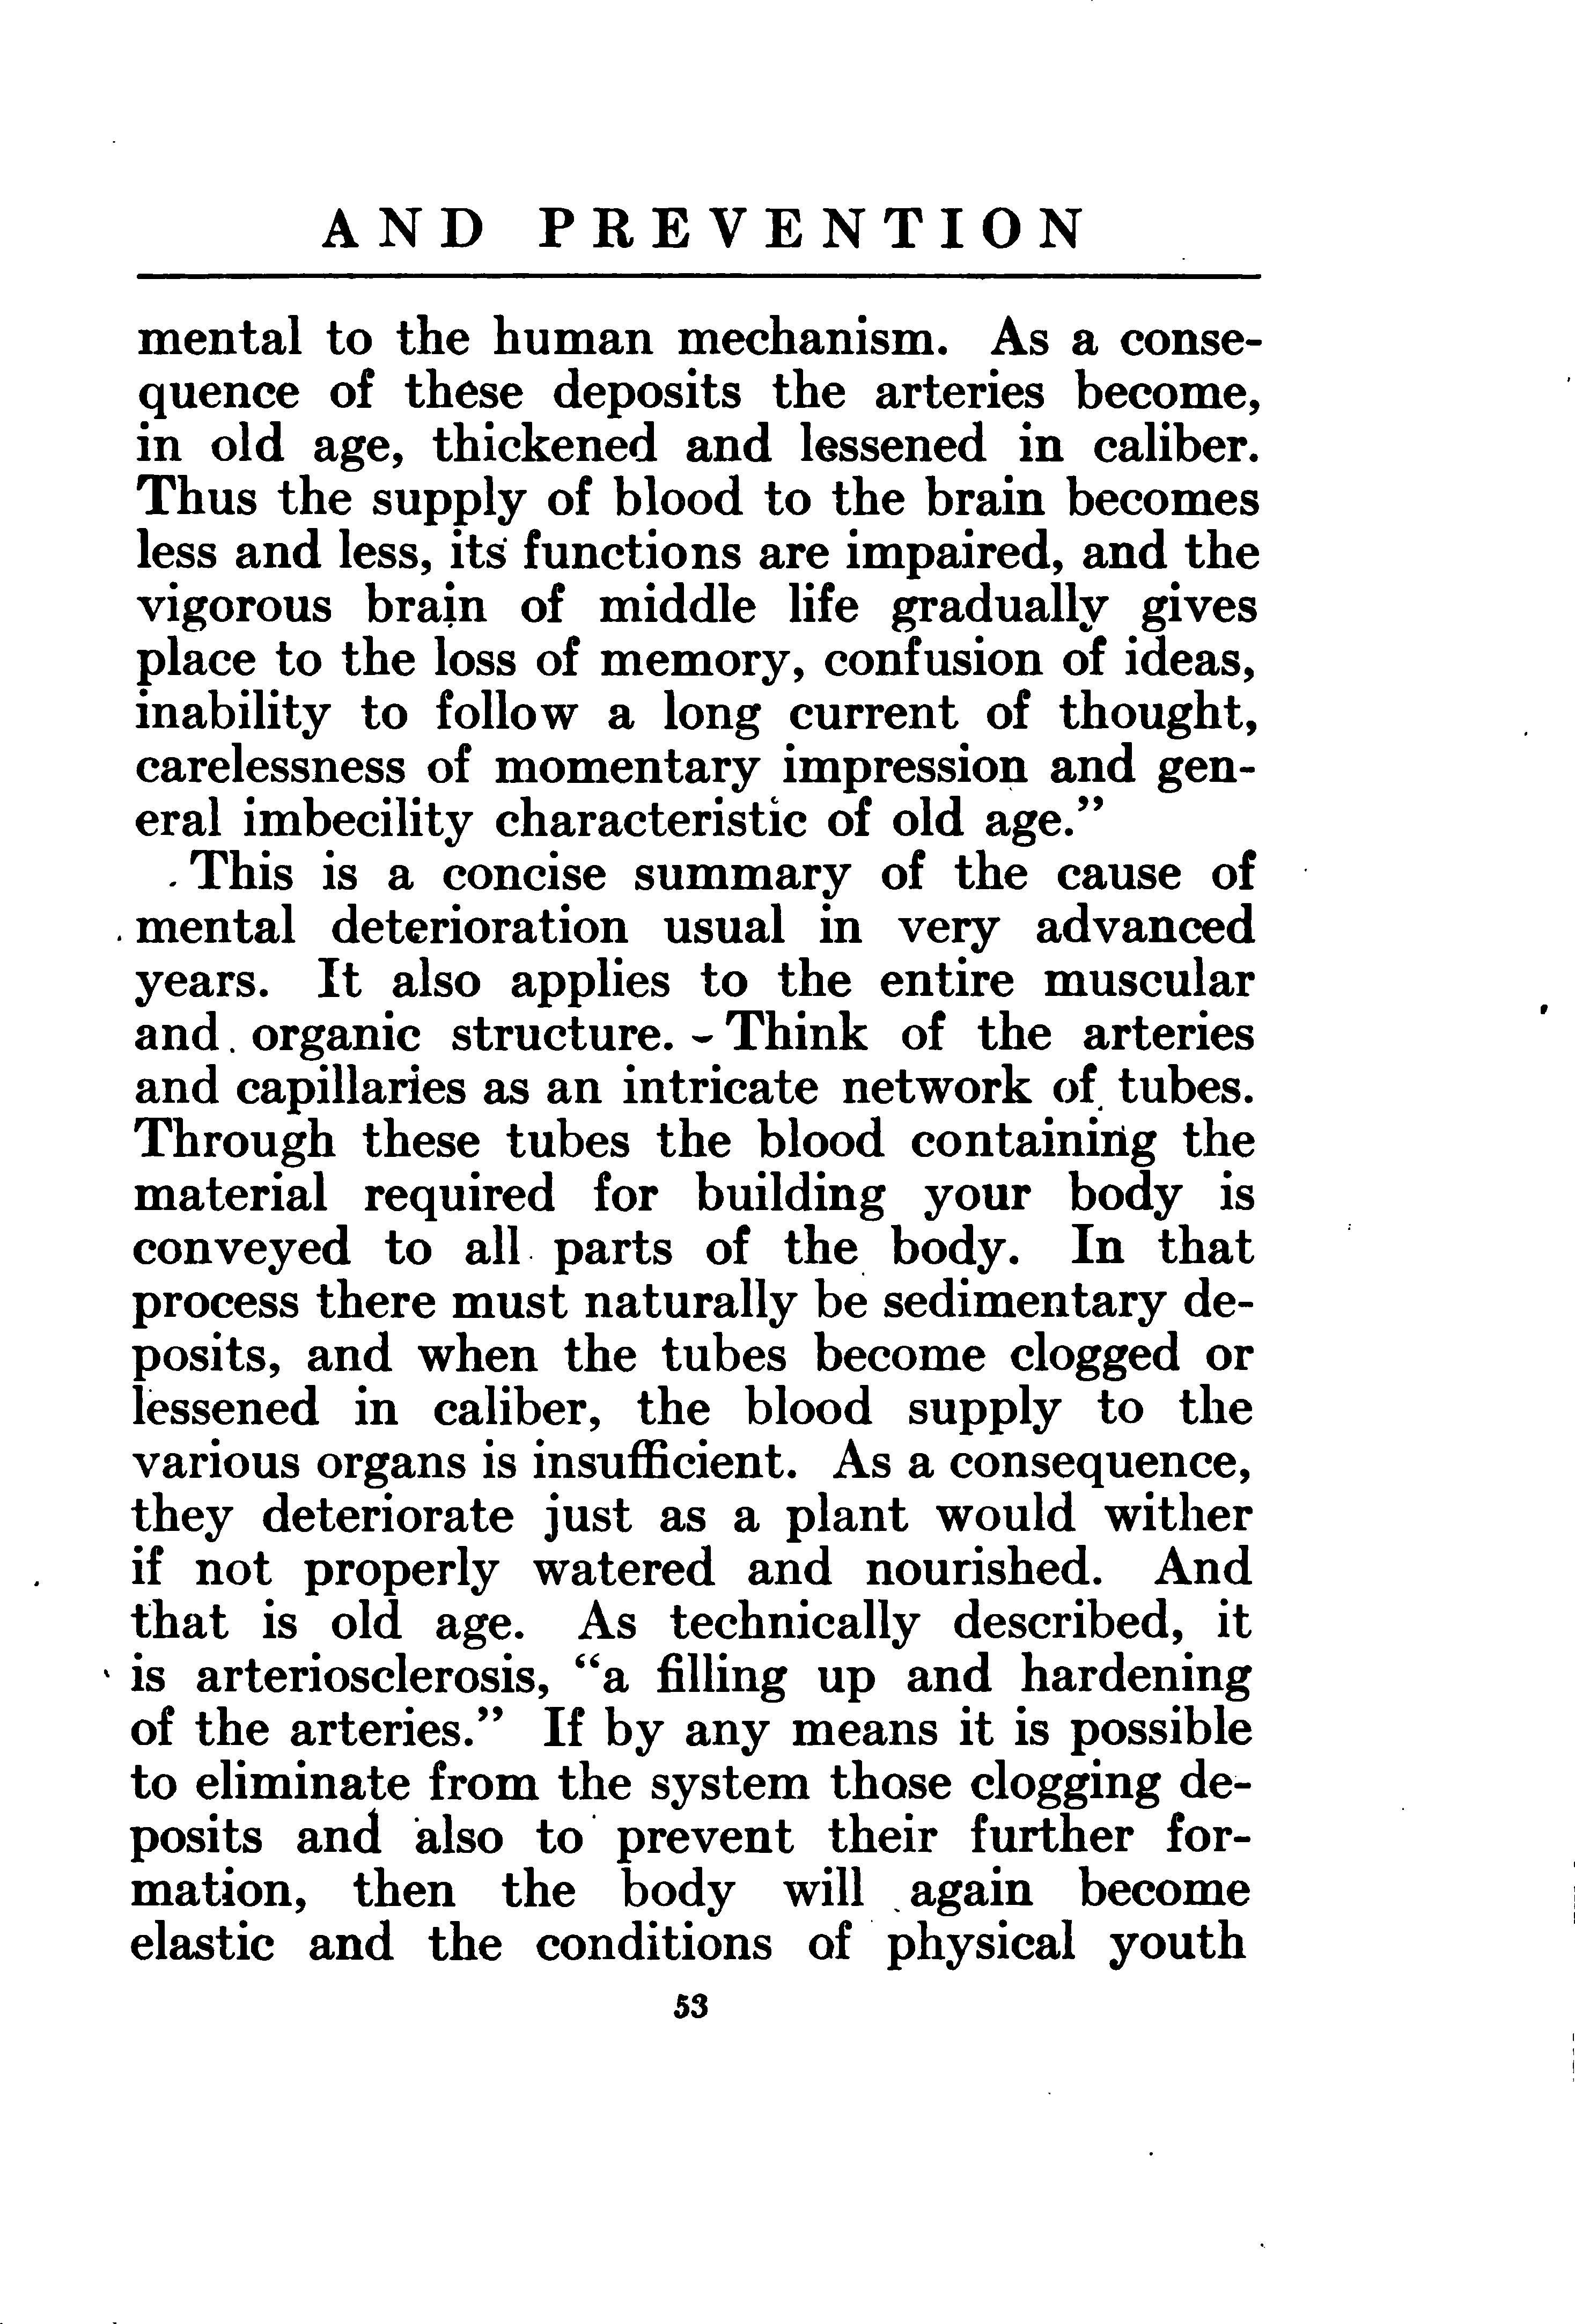 AND PREVENTION
mental to the human mechanism. As a conse-
quence of these deposits the arteries become,
in old age, thickened and lessened in caliber.
Thus the supply of blood to the brain becomes
less and less, its functions are impaired, and the
vigorous brain of middle life gradually gives
place to the loss of memory, confusion of ideas,
inability to follow a long current of thought,
carelessness of momentary impression and gen-
eral imbecility characteristic of old age."
This is a concise summary of the cause of
mental deterioration usual in very advanced
years. It also applies to the entire muscular
and organic structure. Think of the arteries
and capillaries as an intricate network of tubes.
Through these tubes the blood containing the
material required for building your body is
conveyed to all parts of the body. In that
process there must naturally be sedimentary de-
posits, and when the tubes become clogged or
lessened in caliber, the blood supply to the
various organs is insufficient. As a consequence,
they deteriorate just as a plant would wither
if not properly watered and nourished. And
that is old age. As technically described, it
is arteriosclerosis, "a filling up and hardening
of the arteries." If by any means it is possible
to eliminate from the system those clogging de-
posits and also to prevent their further for-
mation, then the body will again become
elastic and the conditions of physical youth
53